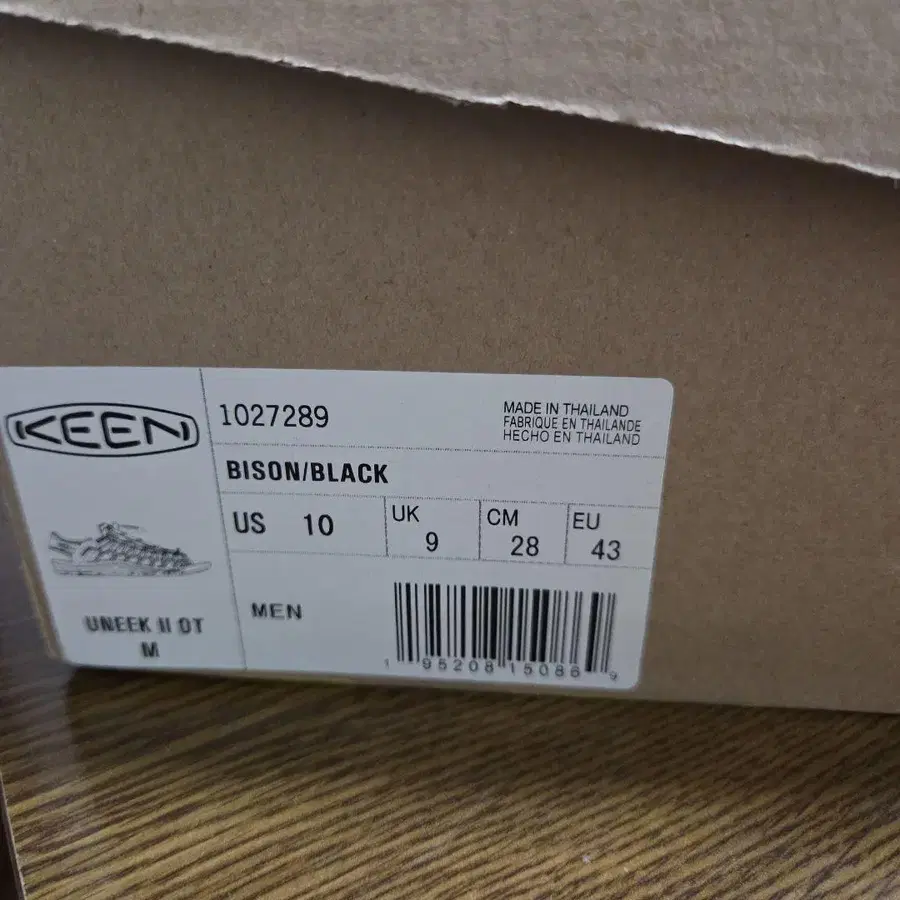 KEEN
1027289
MADE IN THAILAND
FABRIQUE EN THAILANDE
HECHO EN THAILAND
BISON/BLACK
US 10
UK 9
CM 28
EU 43
UNEEK II OT
M
MEN
1 95208 15086 9